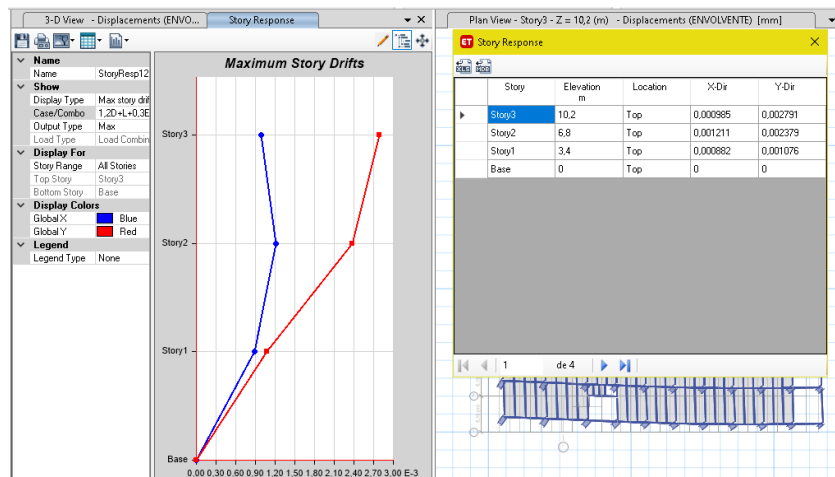 3-D View - Displacements (ENVO...
Story Response
Name
Name StoryResp12
Show
Display Type Max story drif
Case/Combo 1,2D+L+0,3E
Output Type Max
Load Type Load Combin
Display For
Story Range All Stories
Top Story Story3
Bottom Story Base
Display Colors
Global X Blue
Global Y Red
Legend
Legend Type None
Maximum Story Drifts
Story3
Story2
Story1
Base
0.00 0.30 0.60 0.90 1.20 1.50 1.80 2.10 2.40 2.70 3.00 E-3
Plan View - Story3 - Z = 10,2 (m) - Displacements (ENVOLVENTE) [mm]
ET Story Response
Story Elevation Location X-Dir Y-Dir
m
Story3 10,2 Top 0,000985 0,002791
Story2 6,8 Top 0,001211 0,002379
Story1 3,4 Top 0,000882 0,001076
Base 0 Top 0 0
1 de 4